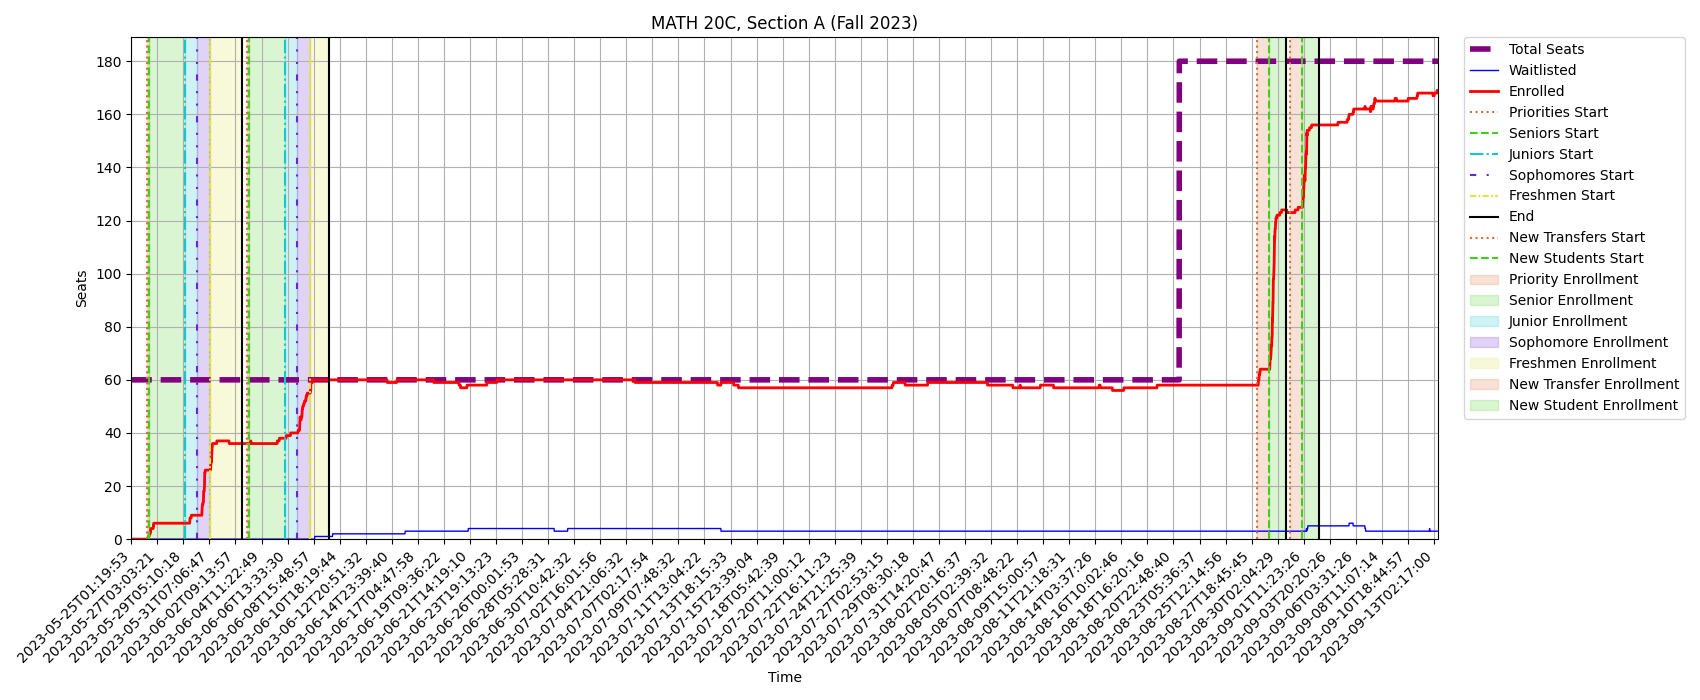 MATH 20C, Section A (Fall 2023)
Seats
180
160
140
120
100
80
60
40
20
0
2023-05-25T01:19:53
2023-05-27T03:03:21
2023-05-29T05:10:18
2023-05-31T07:06:47
2023-06-02T09:13:57
2023-06-04T11:22:49
2023-06-06T13:33:30
2023-06-08T15:48:57
2023-06-10T18:19:44
2023-06-12T20:51:32
2023-06-14T23:39:40
2023-06-17T04:47:58
2023-06-19T09:36:22
2023-06-21T14:19:10
2023-06-23T19:13:23
2023-06-26T00:01:53
2023-06-28T05:28:31
2023-06-30T10:42:32
2023-07-02T16:01:56
2023-07-04T21:06:32
2023-07-07T02:17:54
2023-07-09T07:48:32
2023-07-11T13:04:22
2023-07-13T18:15:33
2023-07-15T23:39:04
2023-07-18T05:42:39
2023-07-20T11:00:12
2023-07-22T16:11:23
2023-07-24T21:25:39
2023-07-27T02:53:15
2023-07-29T08:30:18
2023-07-31T14:20:47
2023-08-02T20:16:37
2023-08-05T02:39:32
2023-08-07T08:48:22
2023-08-09T15:00:57
2023-08-11T21:18:31
2023-08-14T03:37:26
2023-08-16T10:02:46
2023-08-18T16:20:16
2023-08-20T22:48:40
2023-08-23T05:36:37
2023-08-25T12:14:56
2023-08-27T18:45:45
2023-08-30T02:04:29
2023-09-01T11:23:26
2023-09-03T20:20:26
2023-09-06T03:31:26
2023-09-08T11:07:14
2023-09-10T18:44:57
2023-09-13T02:17:00
Time
Total Seats
Waitlisted
Enrolled
Priorities Start
Seniors Start
Juniors Start
Sophomores Start
Freshmen Start
End
New Transfers Start
New Students Start
Priority Enrollment
Senior Enrollment
Junior Enrollment
Sophomore Enrollment
Freshmen Enrollment
New Transfer Enrollment
New Student Enrollment